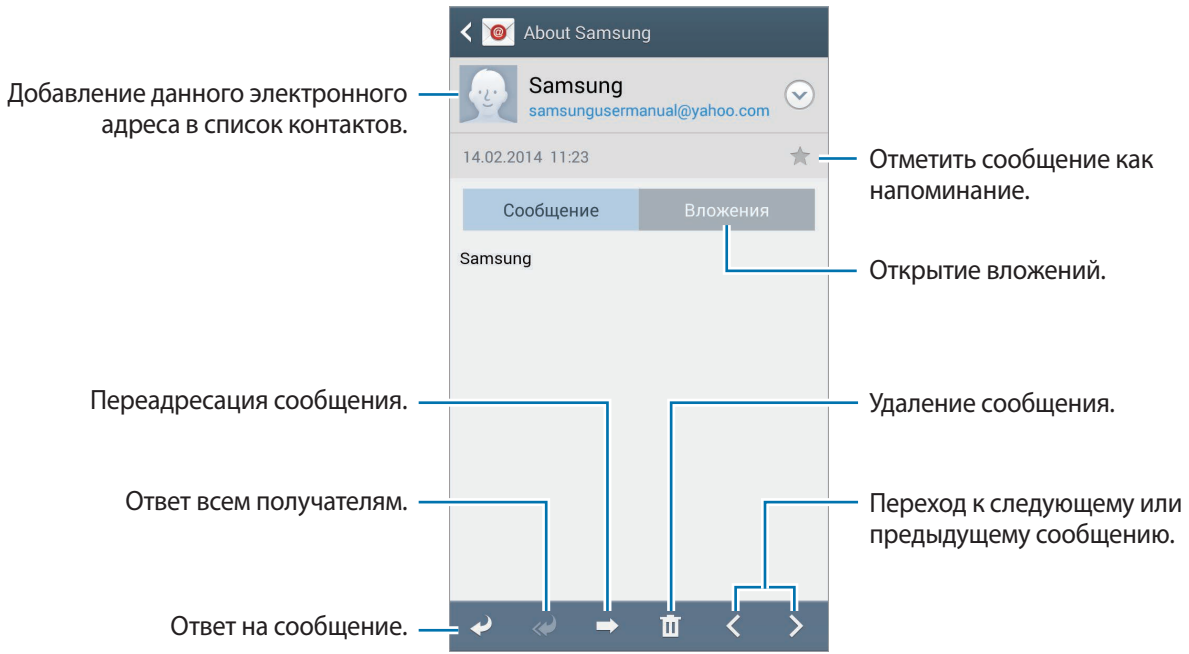 About Samsung
Добавление данного электронного
адреса в список контактов.
Samsung
samsungusermanual@yahoo.com
14.02.2014 11:23
Отметить сообщение как
напоминание.
Сообщение
Вложения
Samsung
Открытие вложений.
Переадресация сообщения.
Удаление сообщения.
Ответ всем получателям.
Переход к следующему или
предыдущему сообщению.
Ответ на сообщение.